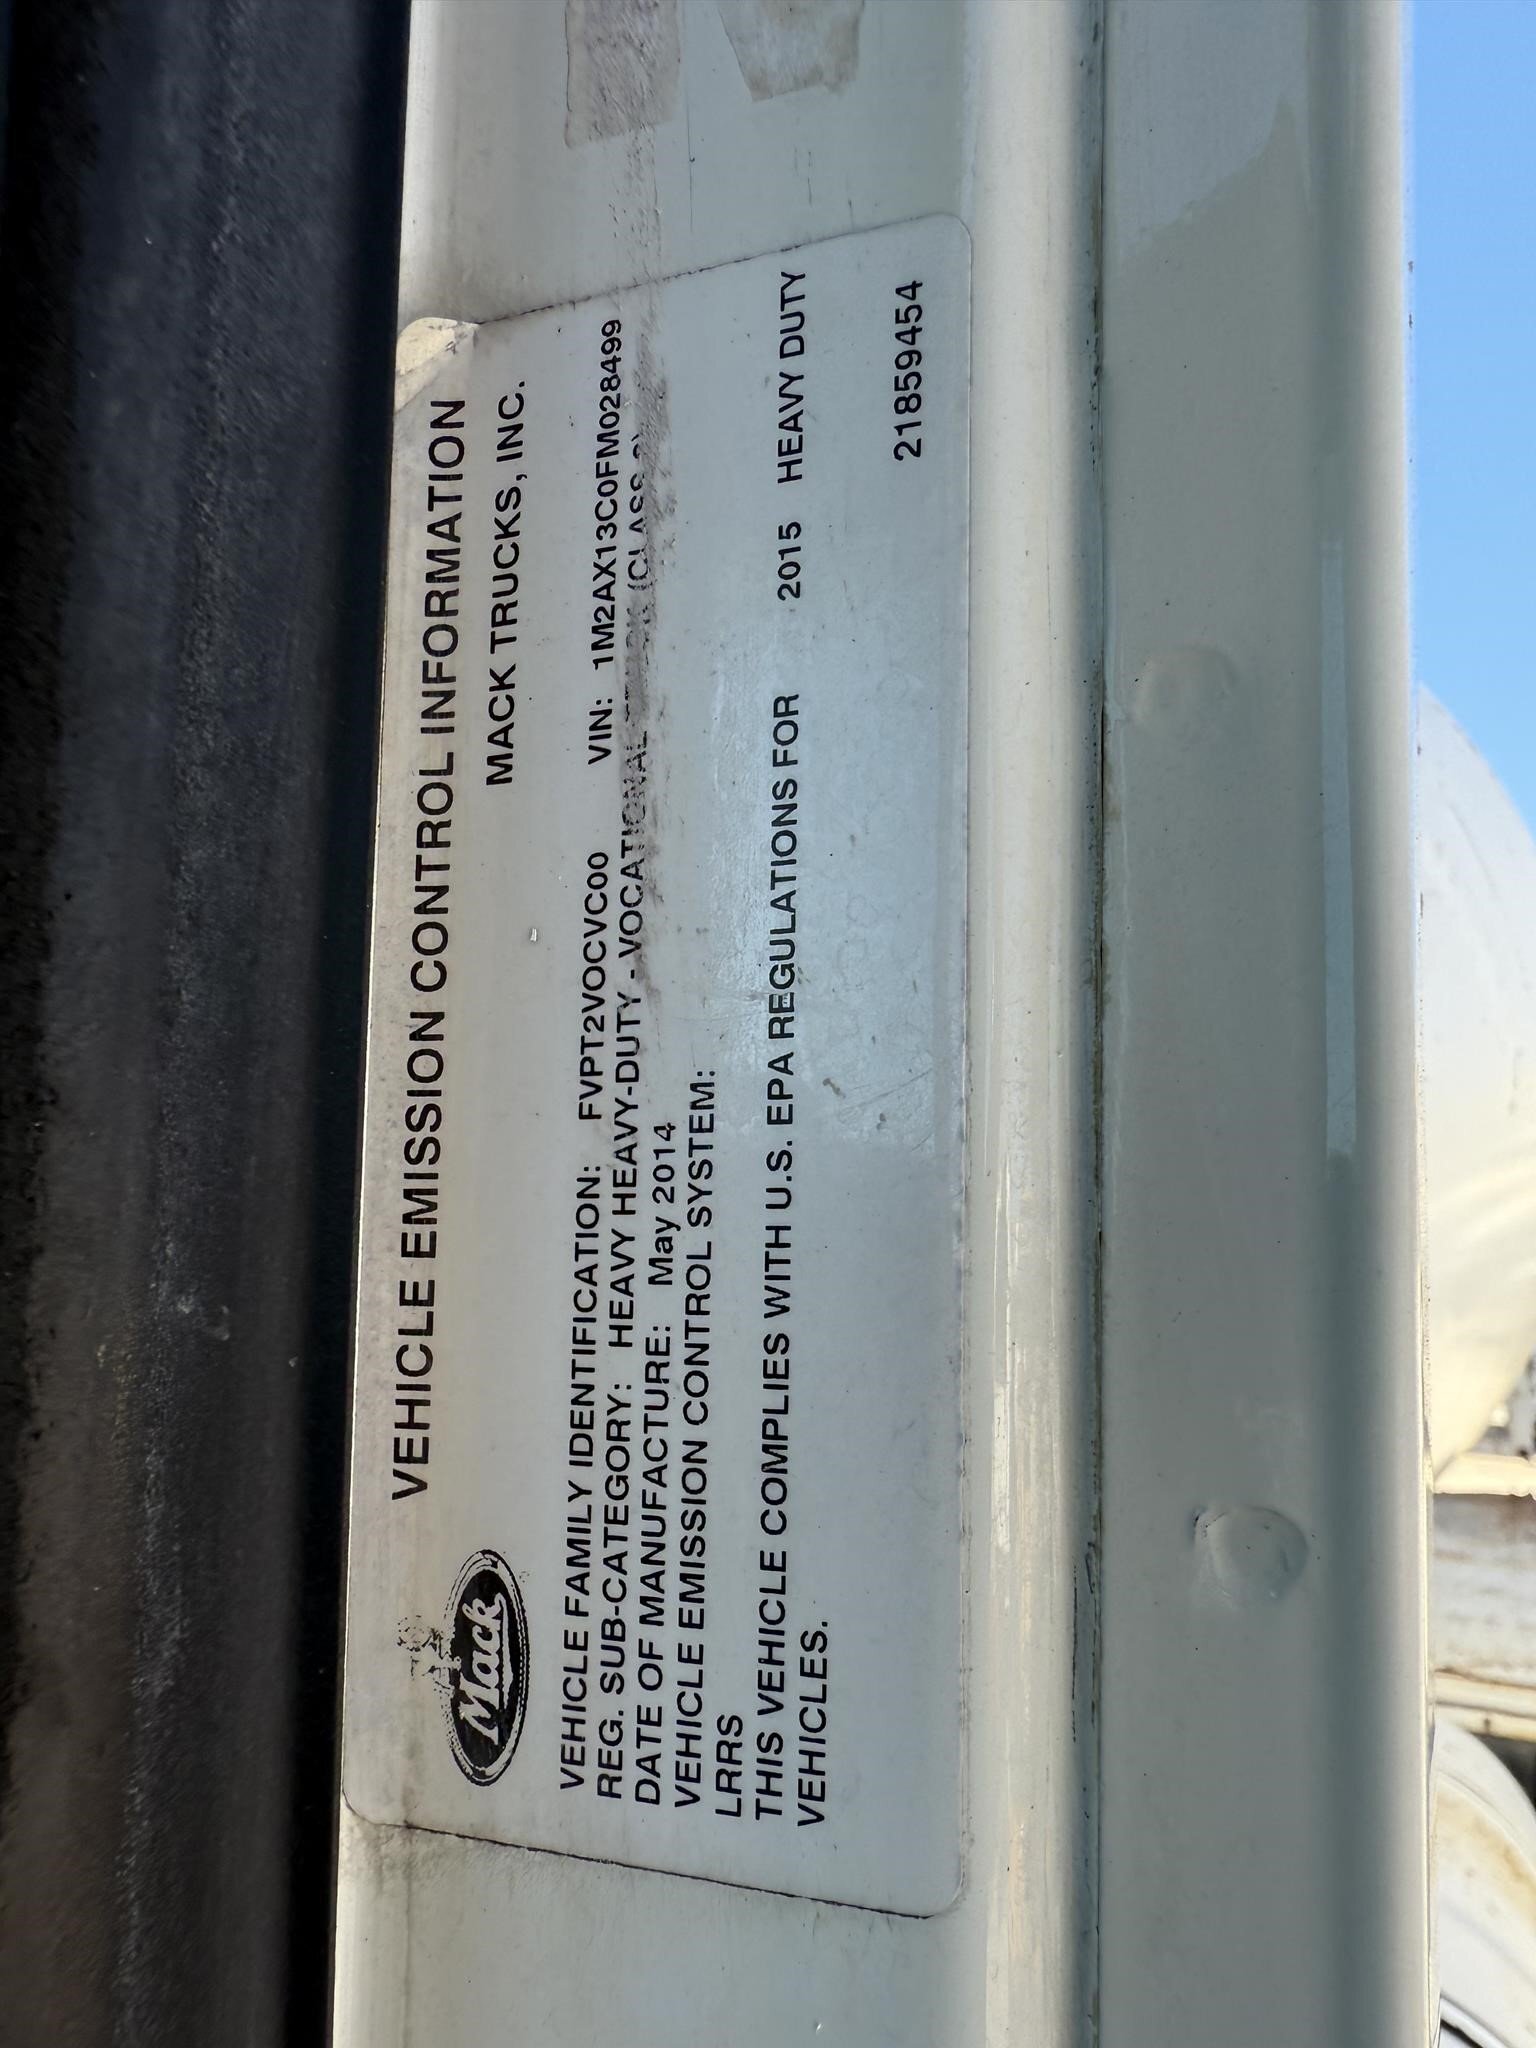 Mack
VEHICLE EMISSION CONTROL INFORMATION
MACK TRUCKS, INC.
VEHICLE FAMILY IDENTIFICATION: FVPT2VOCVC00 VIN: 1M2AX13C0FM028499
REG. SUB-CATEGORY: HEAVY HEAVY-DUTY - VOCATIONAL (CLASS
DATE OF MANUFACTURE: May 2014
VEHICLE EMISSION CONTROL SYSTEM:
LRRS
THIS VEHICLE COMPLIES WITH U.S. EPA REGULATIONS FOR 2015 HEAVY DUTY
VEHICLES.
21859454